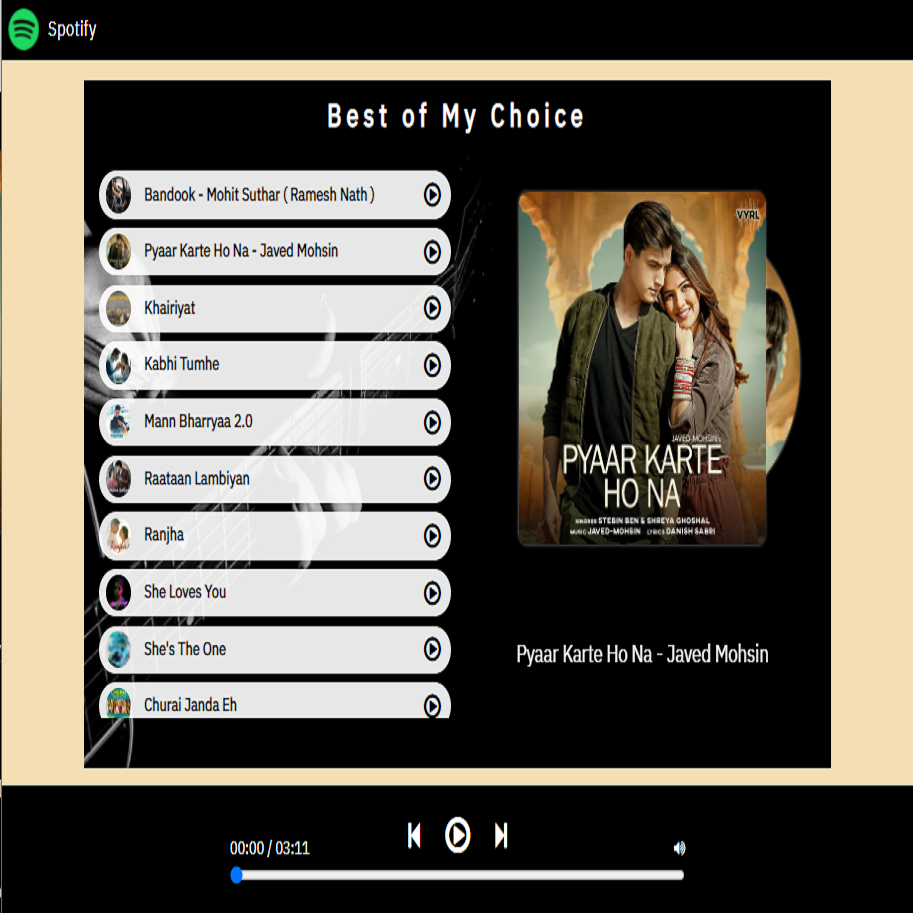 Spotify
Best of My Choice
Bandook - Mohit Suthar ( Ramesh Nath )
Pyaar Karte Ho Na - Javed Mohsin
Khairiyat
Kabhi Tumhe
Mann Bharryaa 2.0
Raataan Lambiyan
Ranjha
She Loves You
She's The One
Churai Janda Eh
VYRL
JAVED-MOHSIN's
PYAAR KARTE
HO NA
SINGERS STEBIN BEN & SHREYA GHOSHAL
MUSIC JAVED-MOHSIN LYRICS DANISH SABRI
Pyaar Karte Ho Na - Javed Mohsin
00:00 / 03:11